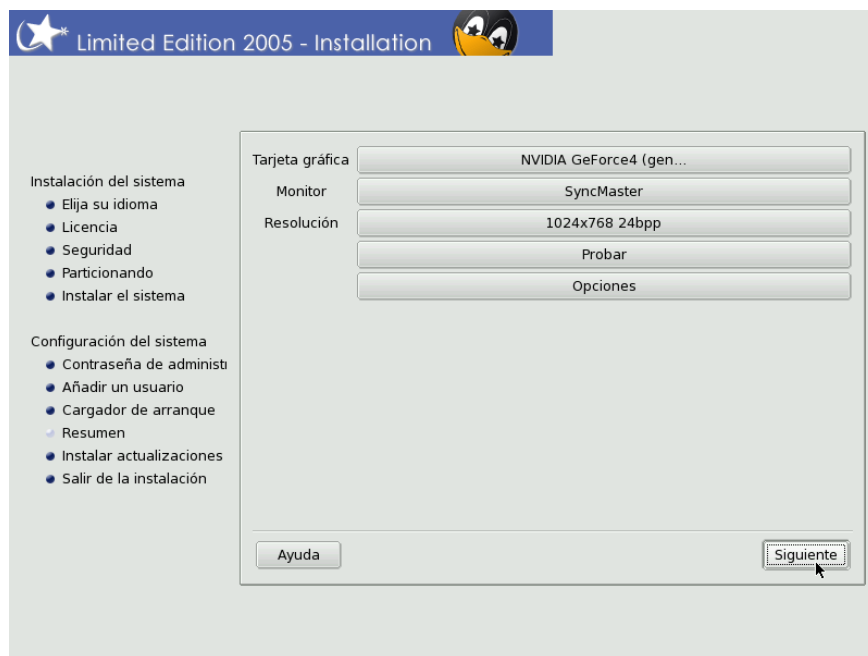 Limited Edition 2005 - Installation
Instalación del sistema
Elija su idioma
Licencia
Seguridad
Particionando
Instalar el sistema
Configuración del sistema
Contraseña de administ
Añadir un usuario
Cargador de arranque
Resumen
Instalar actualizaciones
Salir de la instalación
Tarjeta gráfica NVIDIA GeForce4 (gen...
Monitor SyncMaster
Resolución 1024x768 24bpp
Probar
Opciones
Ayuda Siguiente